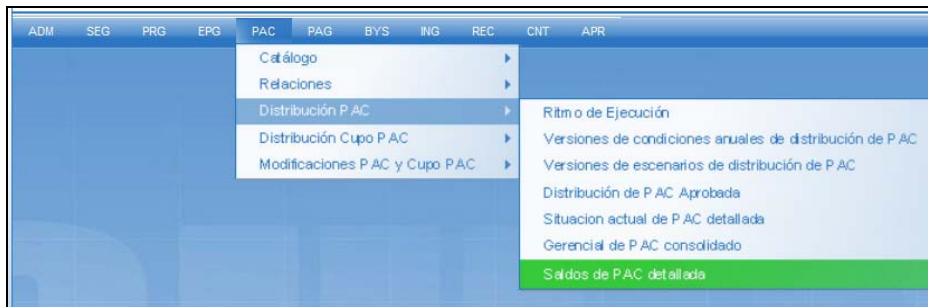 ADM SEG PRG EPG PAC PAG BYS ING REC CNT APR
Catálogo
Relaciones
Distribución PAC
Distribución Cupo PAC
Modificaciones PAC y Cupo PAC
Ritmo de Ejecución
Versiones de condiciones anuales de distribución de PAC
Versiones de escenarios de distribución de PAC
Distribución de PAC Aprobada
Situacion actual de PAC detallada
Gerencial de PAC consolidado
Saldos de PAC detallada